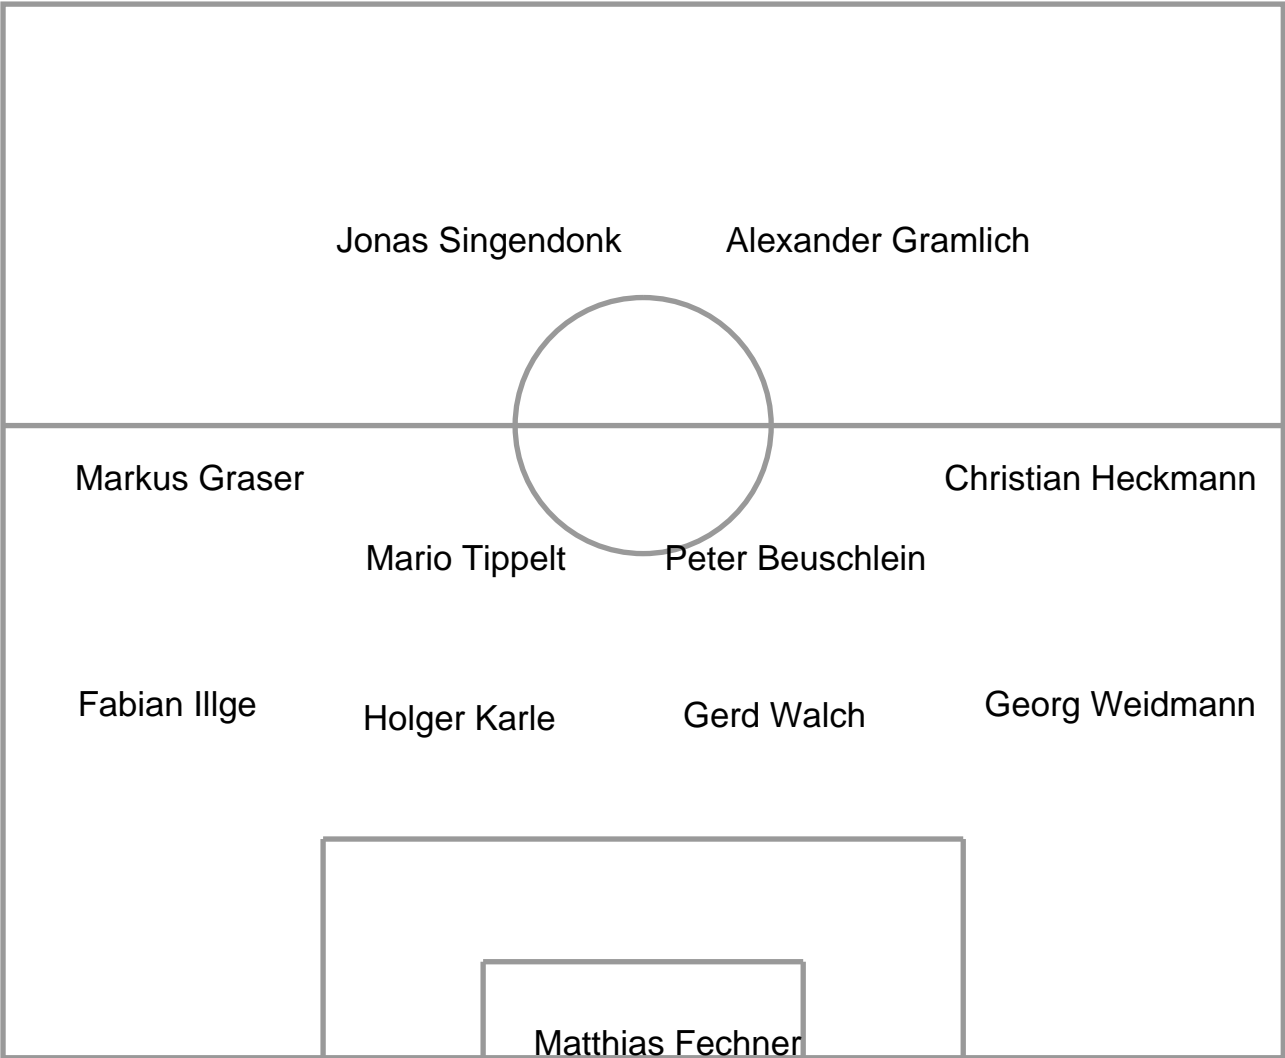 Jonas Singendonk
Alexander Gramlich
Markus Graser
Christian Heckmann
Mario Tippelt
Peter Beuschlein
Fabian Illge
Holger Karle
Gerd Walch
Georg Weidmann
Matthias Fechner